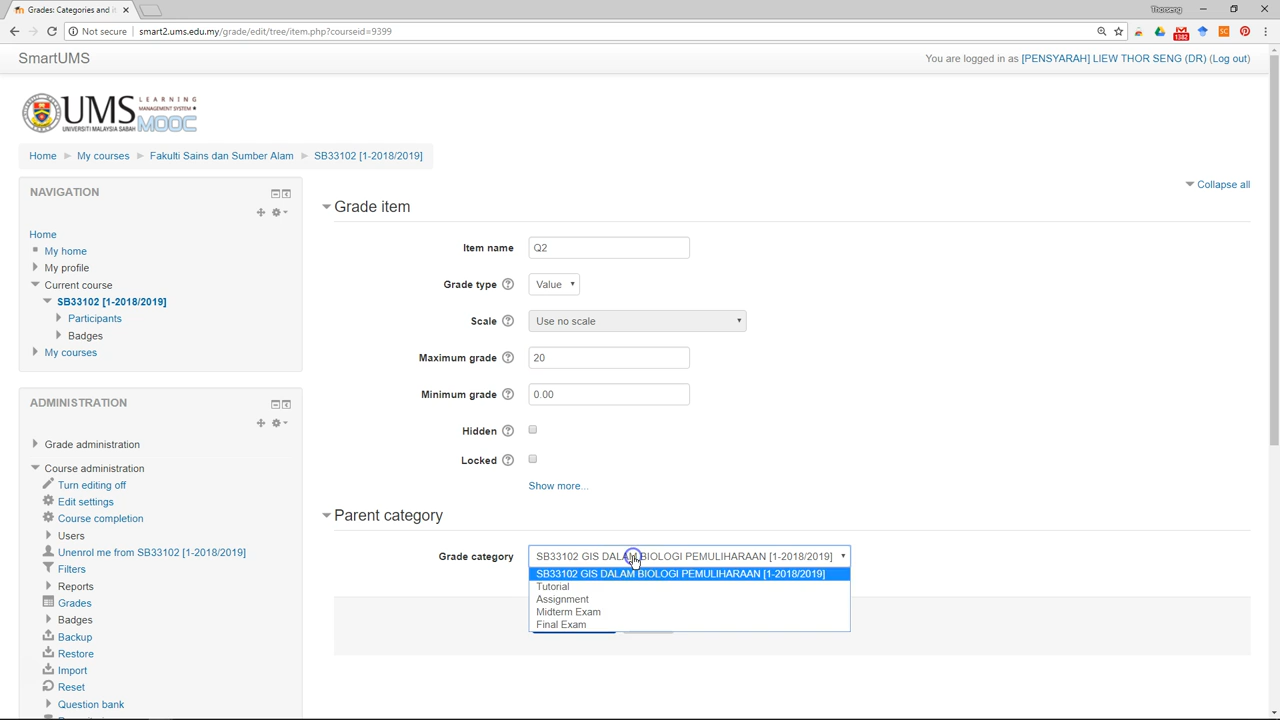 Grades: Categories and it
Thorseng
Not secure smart2.ums.edu.my/grade/edit/tree/item.php?courseid=9399
1382
SC
SmartUMS
You are logged in as [PENSYARAH] LIEW THOR SENG (DR) (Log out)
UMS LEARNING MANAGEMENT SYSTEM MOOC
UNIVERSITI MALAYSIA SABAH
Home My courses Fakulti Sains dan Sumber Alam SB33102 [1-2018/2019]
NAVIGATION
Home
My home
My profile
Current course
SB33102 [1-2018/2019]
Participants
Badges
My courses
ADMINISTRATION
Grade administration
Course administration
Turn editing off
Edit settings
Course completion
Users
Unenrol me from SB33102 [1-2018/2019]
Filters
Reports
Grades
Badges
Backup
Restore
Import
Reset
Question bank
Collapse all
Grade item
Item name Q2
Grade type Value
Scale Use no scale
Maximum grade 20
Minimum grade 0.00
Hidden
Locked
Show more...
Parent category
Grade category SB33102 GIS DALAM BIOLOGI PEMULIHARAAN [1-2018/2019]
SB33102 GIS DALAM BIOLOGI PEMULIHARAAN [1-2018/2019]
Tutorial
Assignment
Midterm Exam
Final Exam